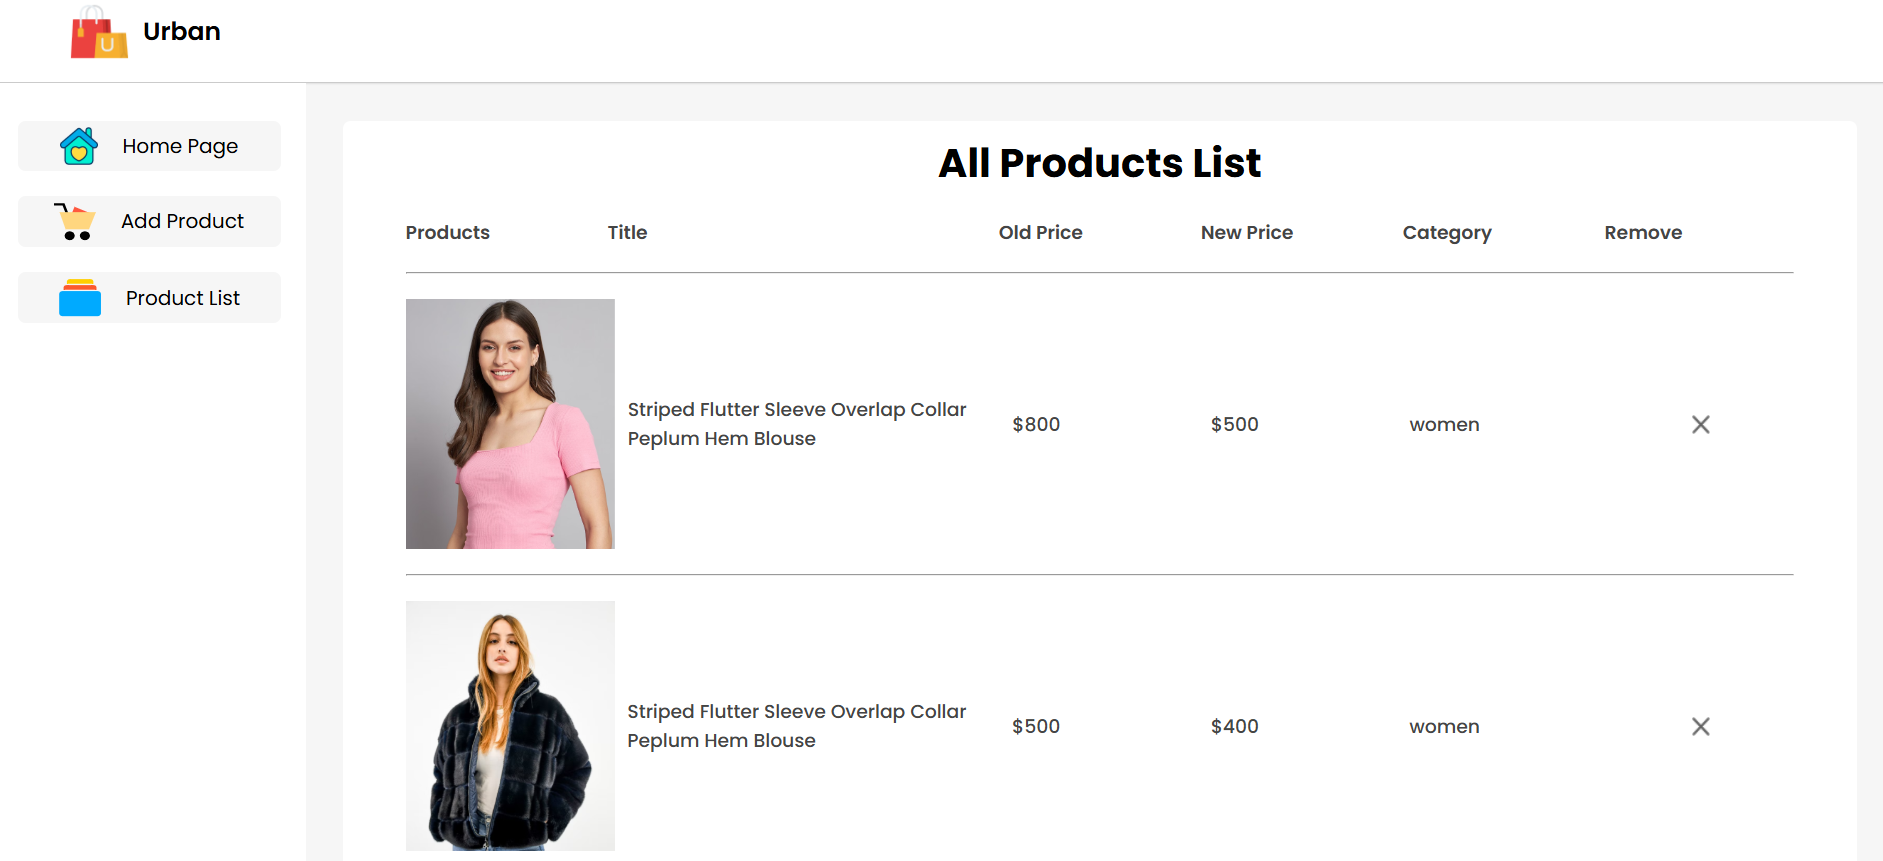 U
Urban
Home Page
Add Product
Product List
All Products List
Products Title Old Price New Price Category Remove
Striped Flutter Sleeve Overlap Collar
Peplum Hem Blouse
$800 $500 women
Striped Flutter Sleeve Overlap Collar
Peplum Hem Blouse
$500 $400 women